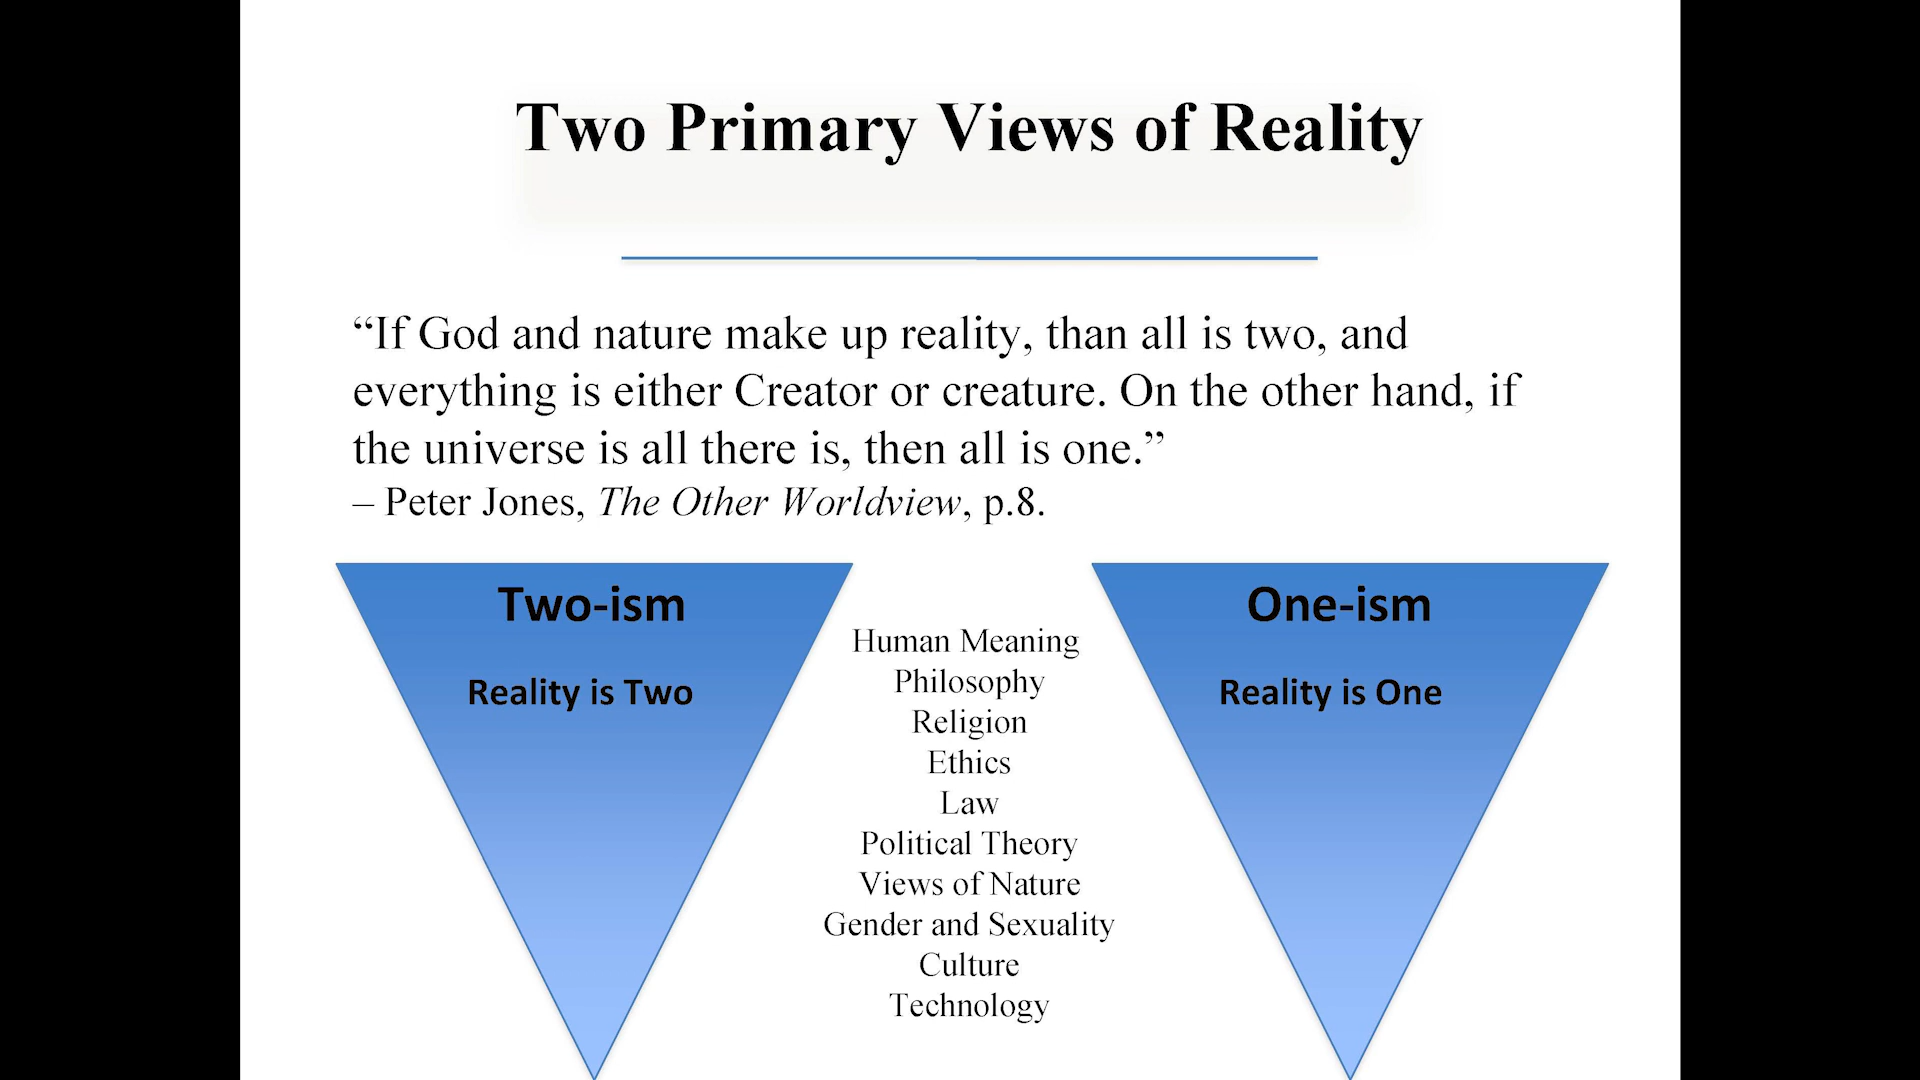 Two Primary Views of Reality
“If God and nature make up reality, than all is two, and
everything is either Creator or creature. On the other hand, if
the universe is all there is, then all is one.”
– Peter Jones, The Other Worldview, p.8.
Two-ism
Reality is Two
Human Meaning
Philosophy
Religion
Ethics
Law
Political Theory
Views of Nature
Gender and Sexuality
Culture
Technology
One-ism
Reality is One